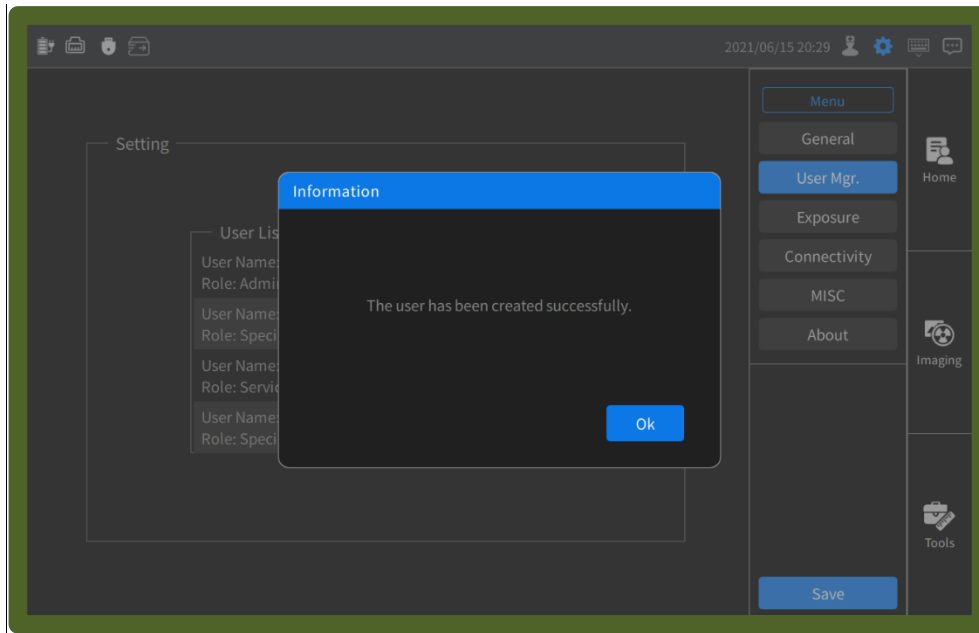 2021/06/15 20:29
Setting
Information
User Lis
User Name:
Role: Admi
User Name:
Role: Speci
User Name:
Role: Servi
User Name:
Role: Speci
The user has been created successfully.
Ok
Menu
General
User Mgr.
Exposure
Connectivity
MISC
About
Save
Home
Imaging
Tools